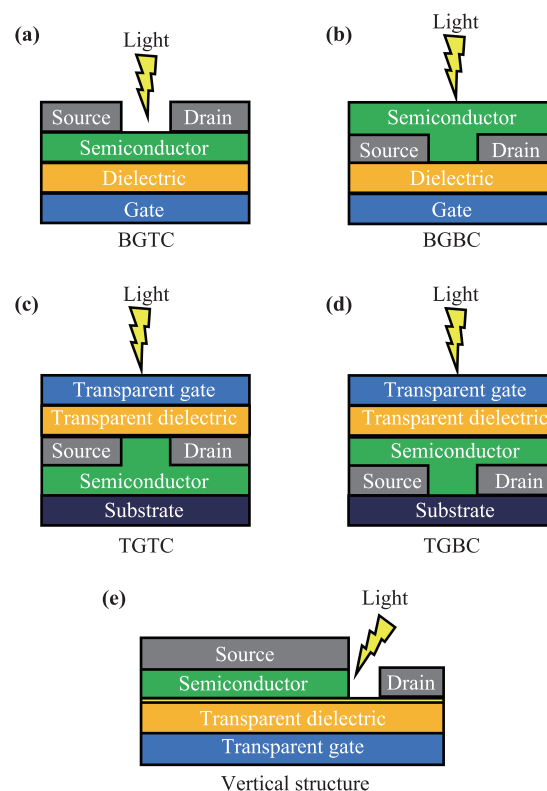 (a)
Light
Source
Drain
Semiconductor
Dielectric
Gate
BGTC
(b)
Light
Semiconductor
Source
Drain
Dielectric
Gate
BGBC
(c)
Light
Transparent gate
Transparent dielectric
Source
Drain
Semiconductor
Substrate
TGTC
(d)
Light
Transparent gate
Transparent dielectric
Semiconductor
Source
Drain
Substrate
TGBC
(e)
Light
Source
Semiconductor
Drain
Transparent dielectric
Transparent gate
Vertical structure